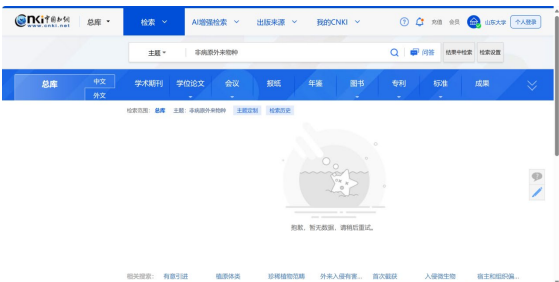 cnki 中国知网 www.cnki.net 总库 检索 AI增强检索 出版来源 我的CNKI 充值 会员 山东大学 个人登录
主题 非病原外来物种 问答 结果中检索 检索设置
总库 中文 外文 学术期刊 学位论文 会议 报纸 年鉴 图书 专利 标准 成果
检索范围：总库 主题：非病原外来物种 主题定制 检索历史
抱歉，暂无数据，请稍后重试。
相关搜索： 有意引进 植原体类 珍稀植物范畴 外来入侵有害... 首次截获 入侵微生物 宿主和组织偏...